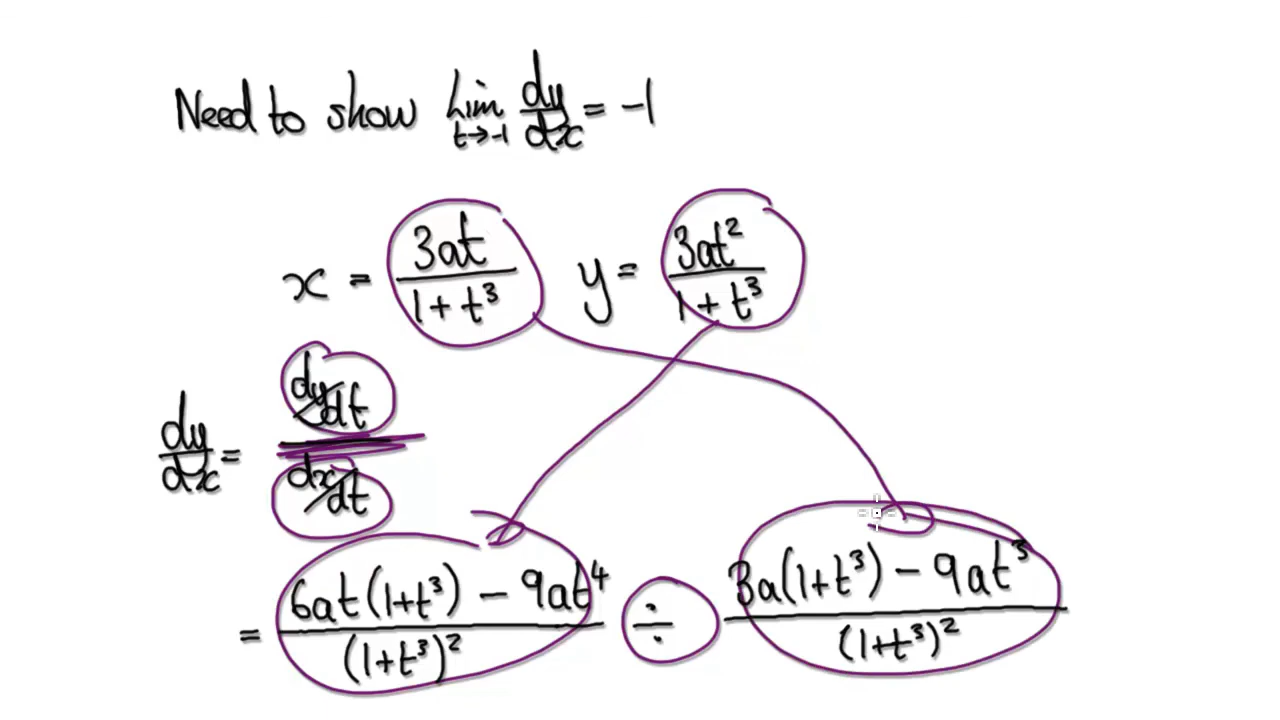 Need to show lim t→-1 dy/dx = -1
x = 3at/(1+t³) y = 3at²/(1+t³)
dy/dx = (dy/dt)/(dx/dt)
= (6at(1+t³) - 9at⁴)/(1+t³)² ÷ (3a(1+t³) - 9at³)/(1+t³)²